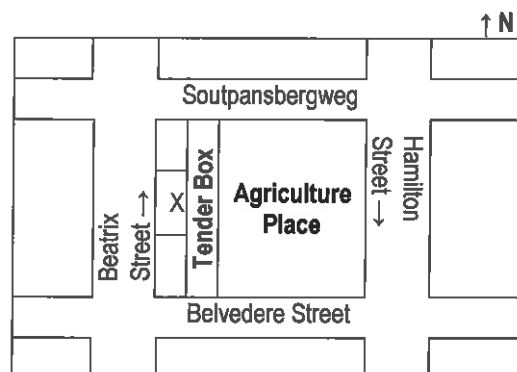 ↑ N
Soutpansbergweg
Beatrix
Street →
X
Tender Box
Agriculture
Place
Hamilton
Street →
Belvedere Street